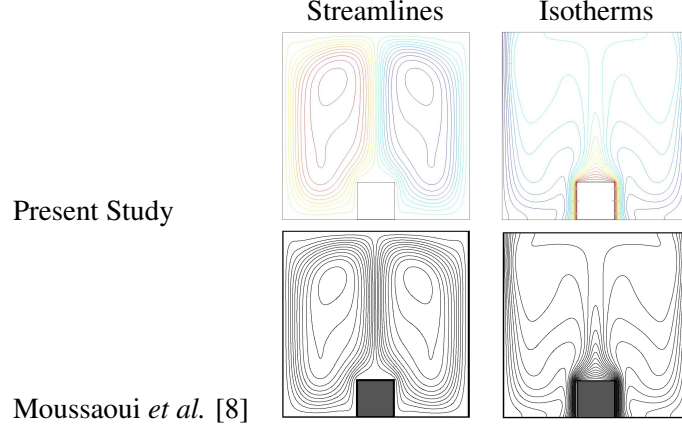 Streamlines Isotherms
Present Study
Moussaoui et al. [8]